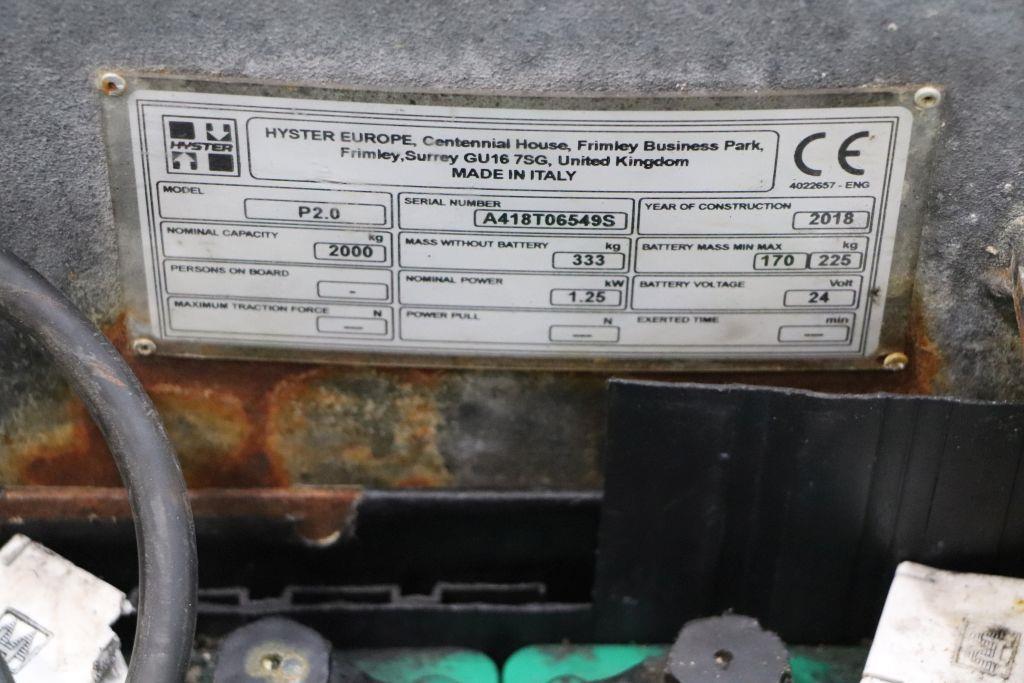 HYSTER
HYSTER EUROPE, Centennial House, Frimley Business Park,
Frimley,Surrey GU16 7SG, United Kingdom
MADE IN ITALY
CE
4022657 - ENG
MODEL
P2.0
SERIAL NUMBER
A418T06549S
YEAR OF CONSTRUCTION
2018
NOMINAL CAPACITY kg
2000
MASS WITHOUT BATTERY kg
333
BATTERY MASS MIN MAX kg
170 225
PERSONS ON BOARD
-
NOMINAL POWER kW
1.25
BATTERY VOLTAGE Volt
24
MAXIMUM TRACTION FORCE N
----
POWER PULL N
----
EXERTED TIME min
----